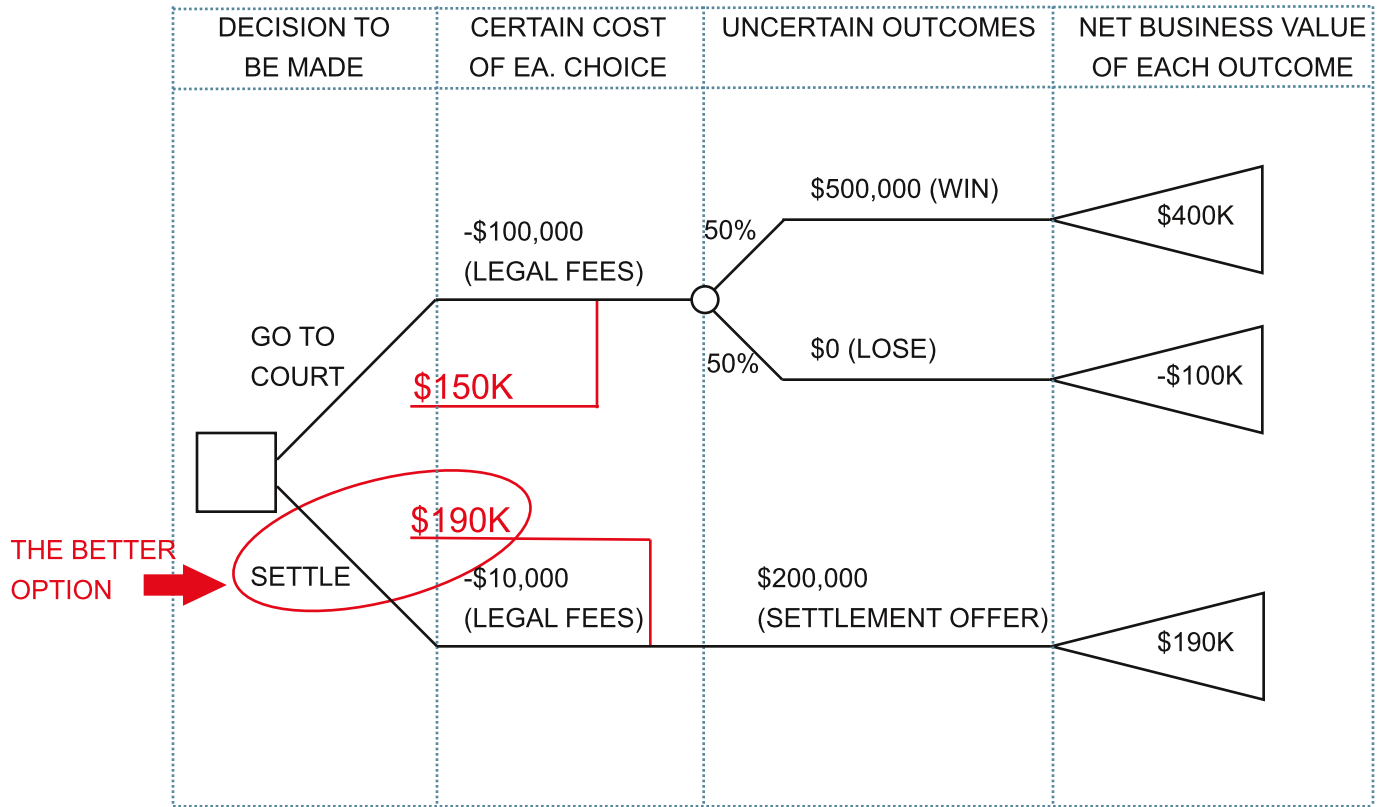 DECISION TO
BE MADE
CERTAIN COST
OF EA. CHOICE
UNCERTAIN OUTCOMES
NET BUSINESS VALUE
OF EACH OUTCOME
$500,000 (WIN)
$400K
50%
-$100,000
(LEGAL FEES)
GO TO
COURT
$150K
50%
$0 (LOSE)
-$100K
$190K
THE BETTER
OPTION
SETTLE
-$10,000
(LEGAL FEES)
$200,000
(SETTLEMENT OFFER)
$190K